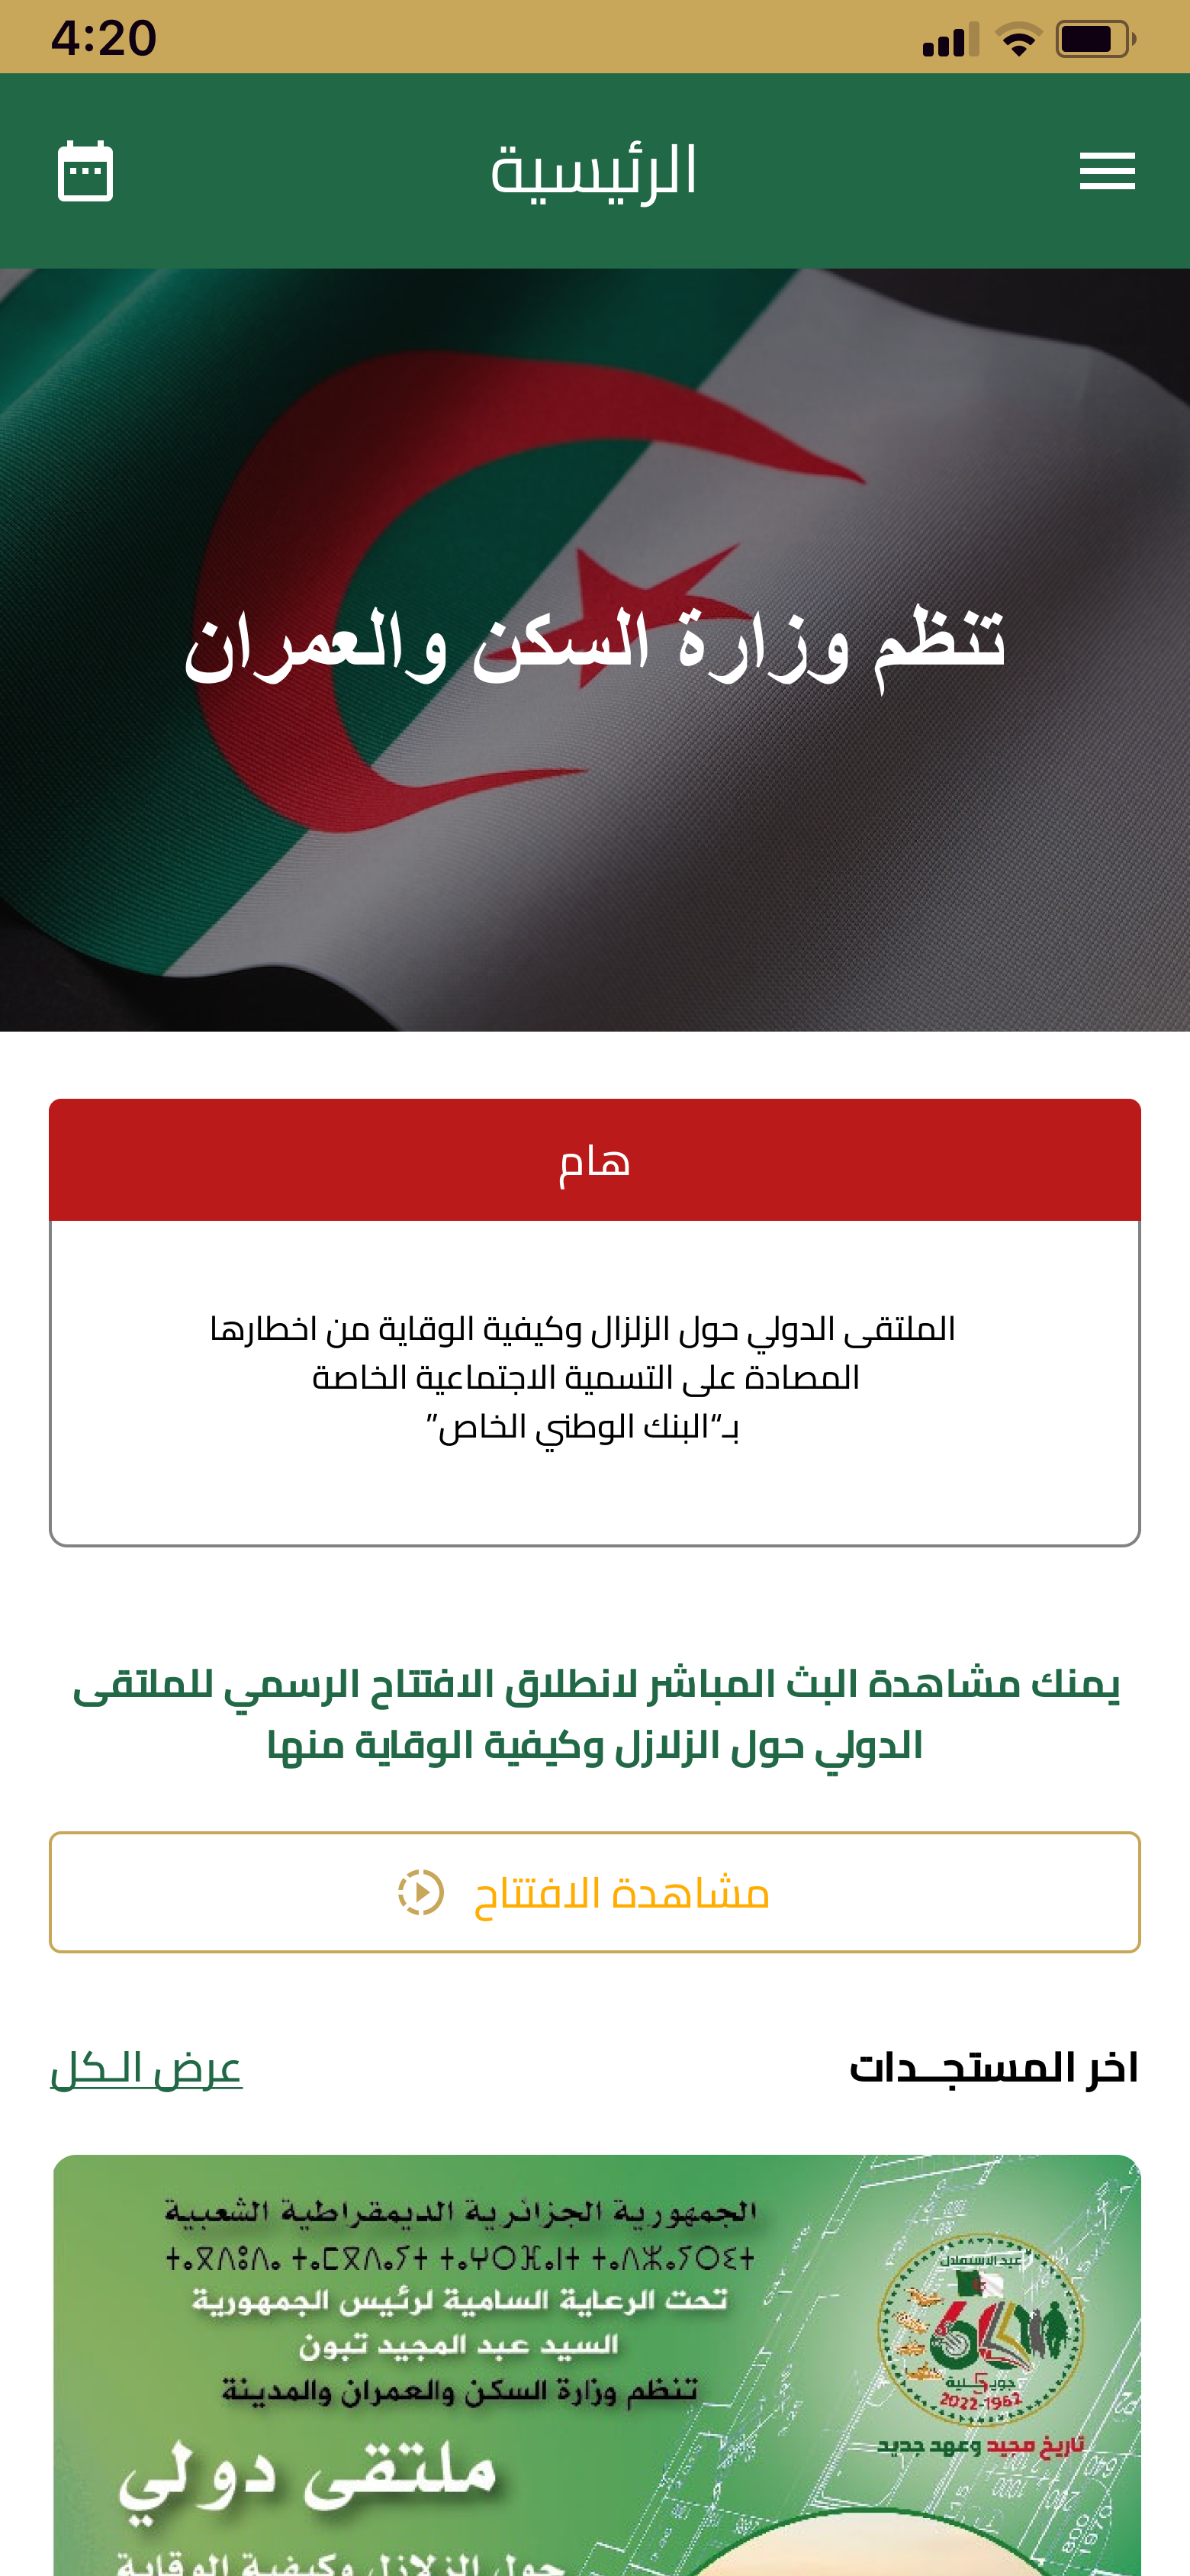 4:20
الرئيسية
تنظم وزارة السكن والعمران
هام
الملتقى الدولي حول الزلزال وكيفية الوقاية من اخطارها
المصادة على التسمية الاجتماعية الخاصة
بـ“البنك الوطني الخاص”
يمنك مشاهدة البث المباشر لانطلاق الافتتاح الرسمي للملتقى
الدولي حول الزلازل وكيفية الوقاية منها
مشاهدة الافتتاح
اخر المستجــدات
عرض الـكل
الجمهورية الجزائرية الديمقراطية الشعبية
ⵜⴰⴳⴷⵓⴷⴰ ⵜⴰⵎⴳⴷⴰⵢⵜ ⵜⴰⵖⵔⴼⴰⵏⵜ ⵜⴰⴷⵣⴰⵢⵔⵉⵜ
تحت الرعاية السامية لرئيس الجمهورية
السيد عبد المجيد تبون
تنظم وزارة السكن والعمران والمدينة
عيد الاستقلال
60
5 جويلية
2022-1962
تاريخ مجيد وعهد جديد
ملتقى دولي
حول الزلازل وكيفية الوقاية